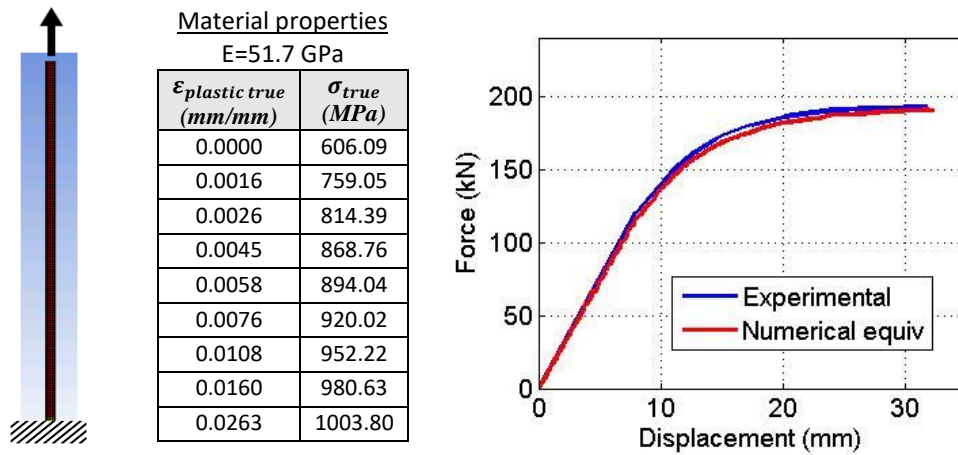 Material properties
E=51.7 GPa
ε_plastic true (mm/mm) σ_true (MPa)
0.0000 606.09
0.0016 759.05
0.0026 814.39
0.0045 868.76
0.0058 894.04
0.0076 920.02
0.0108 952.22
0.0160 980.63
0.0263 1003.80
Force (kN)
200
150
100
50
0
Experimental
Numerical equiv
0 10 20 30
Displacement (mm)